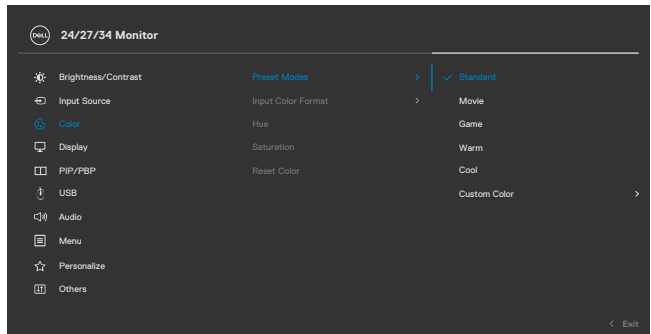 DELL 24/27/34 Monitor
Brightness/Contrast Preset Modes > ✓ Standard
Input Source Input Color Format > Movie
Color Hue Game
Display Saturation Warm
PIP/PBP Reset Color Cool
USB Custom Color >
Audio
Menu
Personalize
Others
< Exit